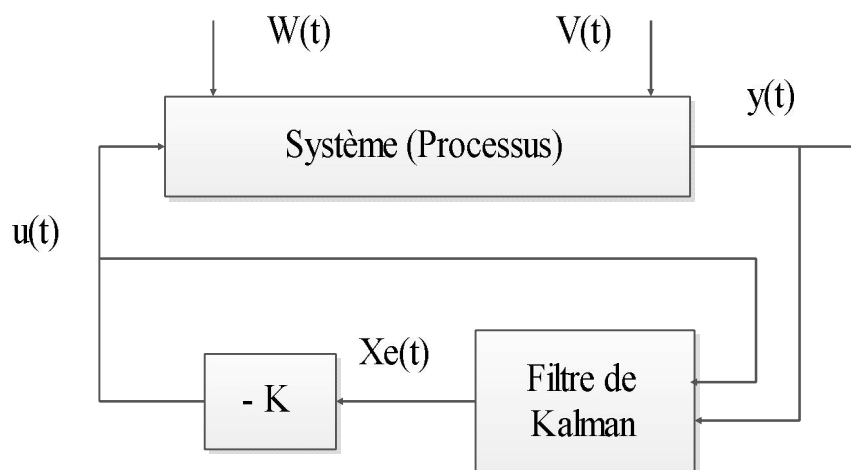 W(t)
V(t)
y(t)
Système (Processus)
u(t)
Xe(t)
- K
Filtre de
Kalman